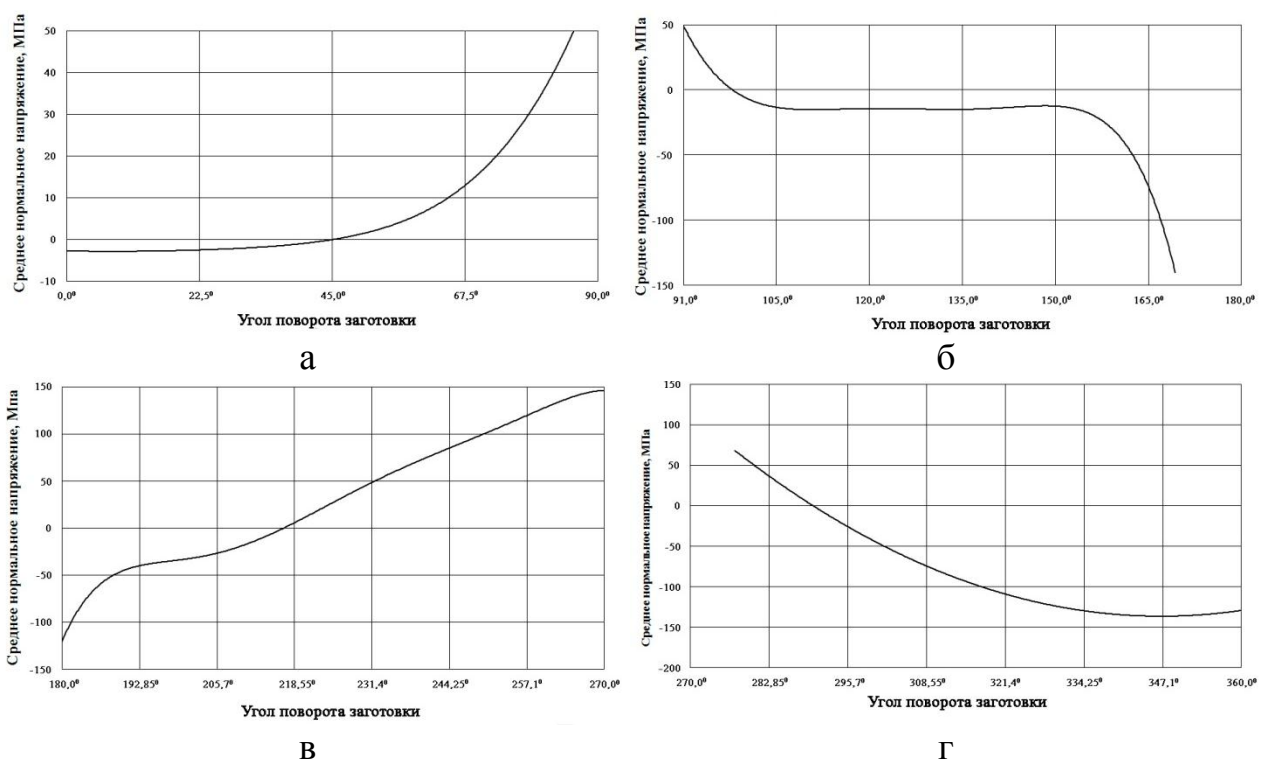 Среднее нормальное напряжение, МПа
50
40
30
20
10
0
-10
0,0⁰ 22,5⁰ 45,0⁰ 67,5⁰ 90,0⁰
Угол поворота заготовки
а
Среднее нормальное напряжение, МПа
50
0
-50
-100
-150
91,0⁰ 105,0⁰ 120,0⁰ 135,0⁰ 150,0⁰ 165,0⁰ 180,0⁰
Угол поворота заготовки
б
Среднее нормальное напряжение, Мпа
150
100
50
0
-50
-100
-150
180,0⁰ 192,85⁰ 205,7⁰ 218,55⁰ 231,4⁰ 244,25⁰ 257,1⁰ 270,0⁰
Угол поворота заготовки
в
Среднее нормальное напряжение, МПа
150
100
50
0
-50
-100
-150
-200
270,0⁰ 282,85⁰ 295,7⁰ 308,55⁰ 321,4⁰ 334,25⁰ 347,1⁰ 360,0⁰
Угол поворота заготовки
г